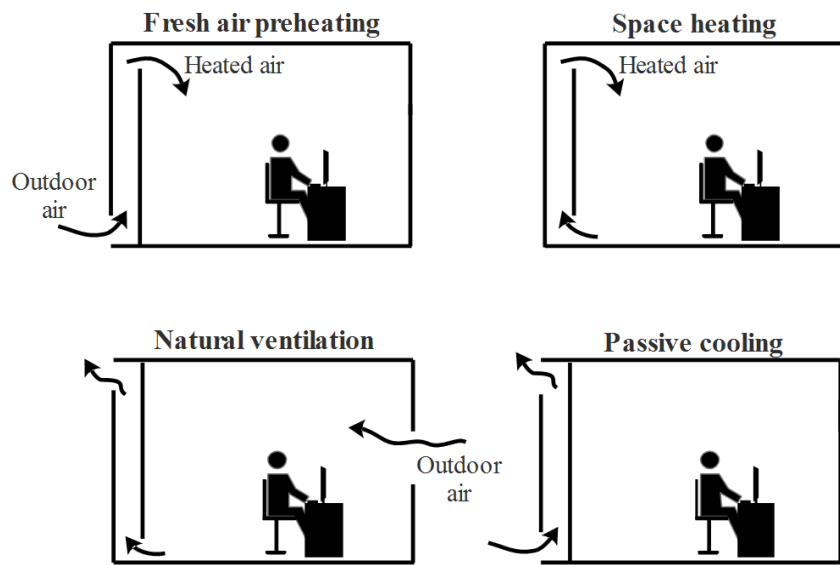 Fresh air preheating
Heated air
Outdoor
air
Space heating
Heated air
Natural ventilation
Outdoor
air
Passive cooling